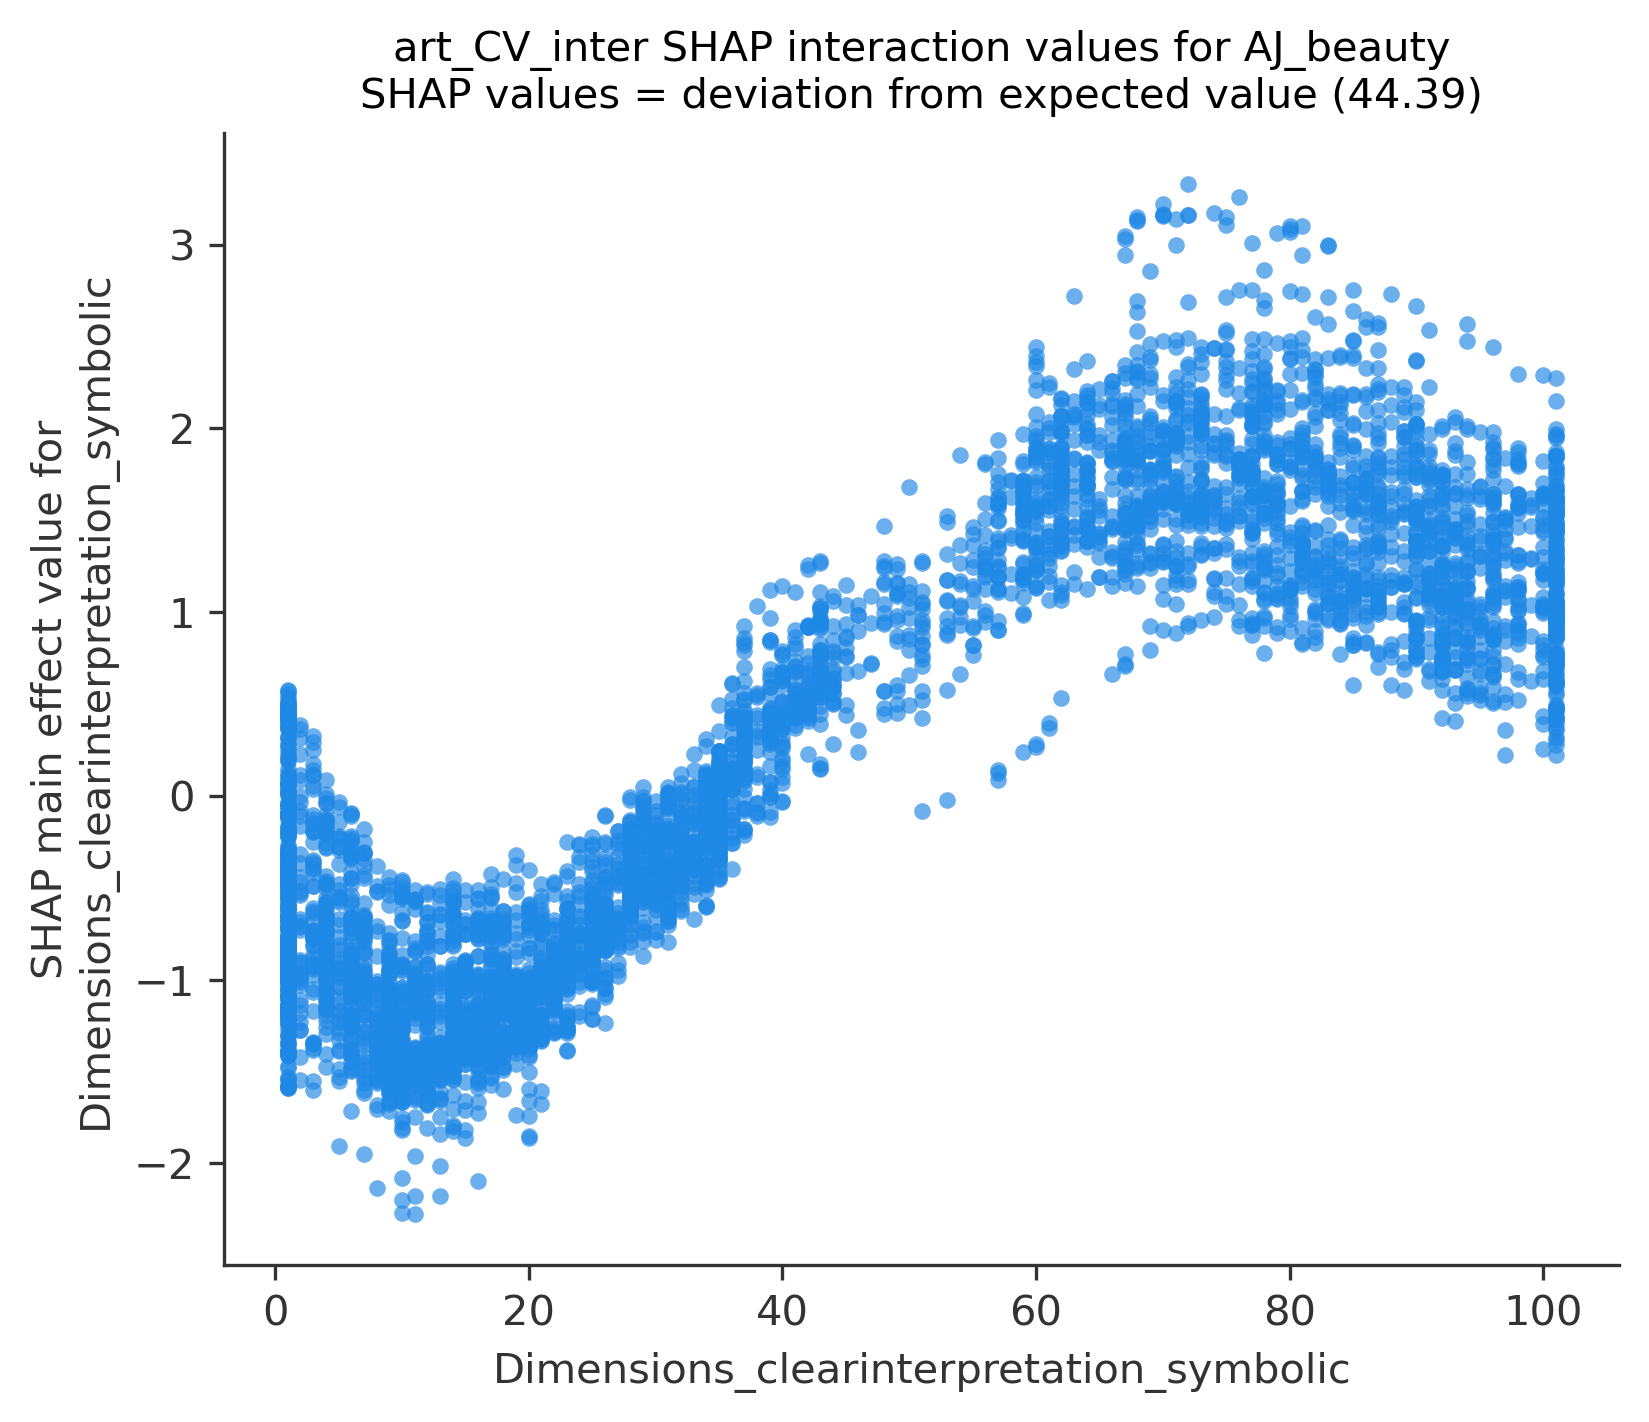 art_CV_inter SHAP interaction values for AJ_beauty
SHAP values = deviation from expected value (44.39)
SHAP main effect value for
Dimensions_clearinterpretation_symbolic
3
2
1
0
−1
−2
0 20 40 60 80 100
Dimensions_clearinterpretation_symbolic